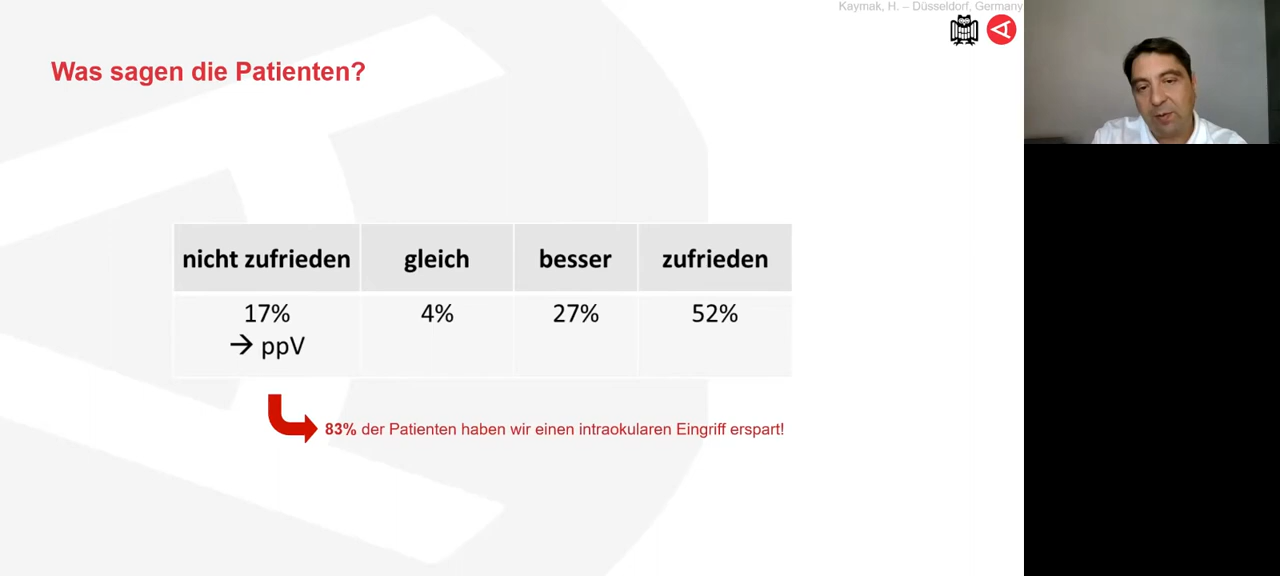 Kaymak, H. – Düsseldorf, Germany
Was sagen die Patienten?
nicht zufrieden gleich besser zufrieden
17% 4% 27% 52%
→ ppV
83% der Patienten haben wir einen intraokularen Eingriff erspart!